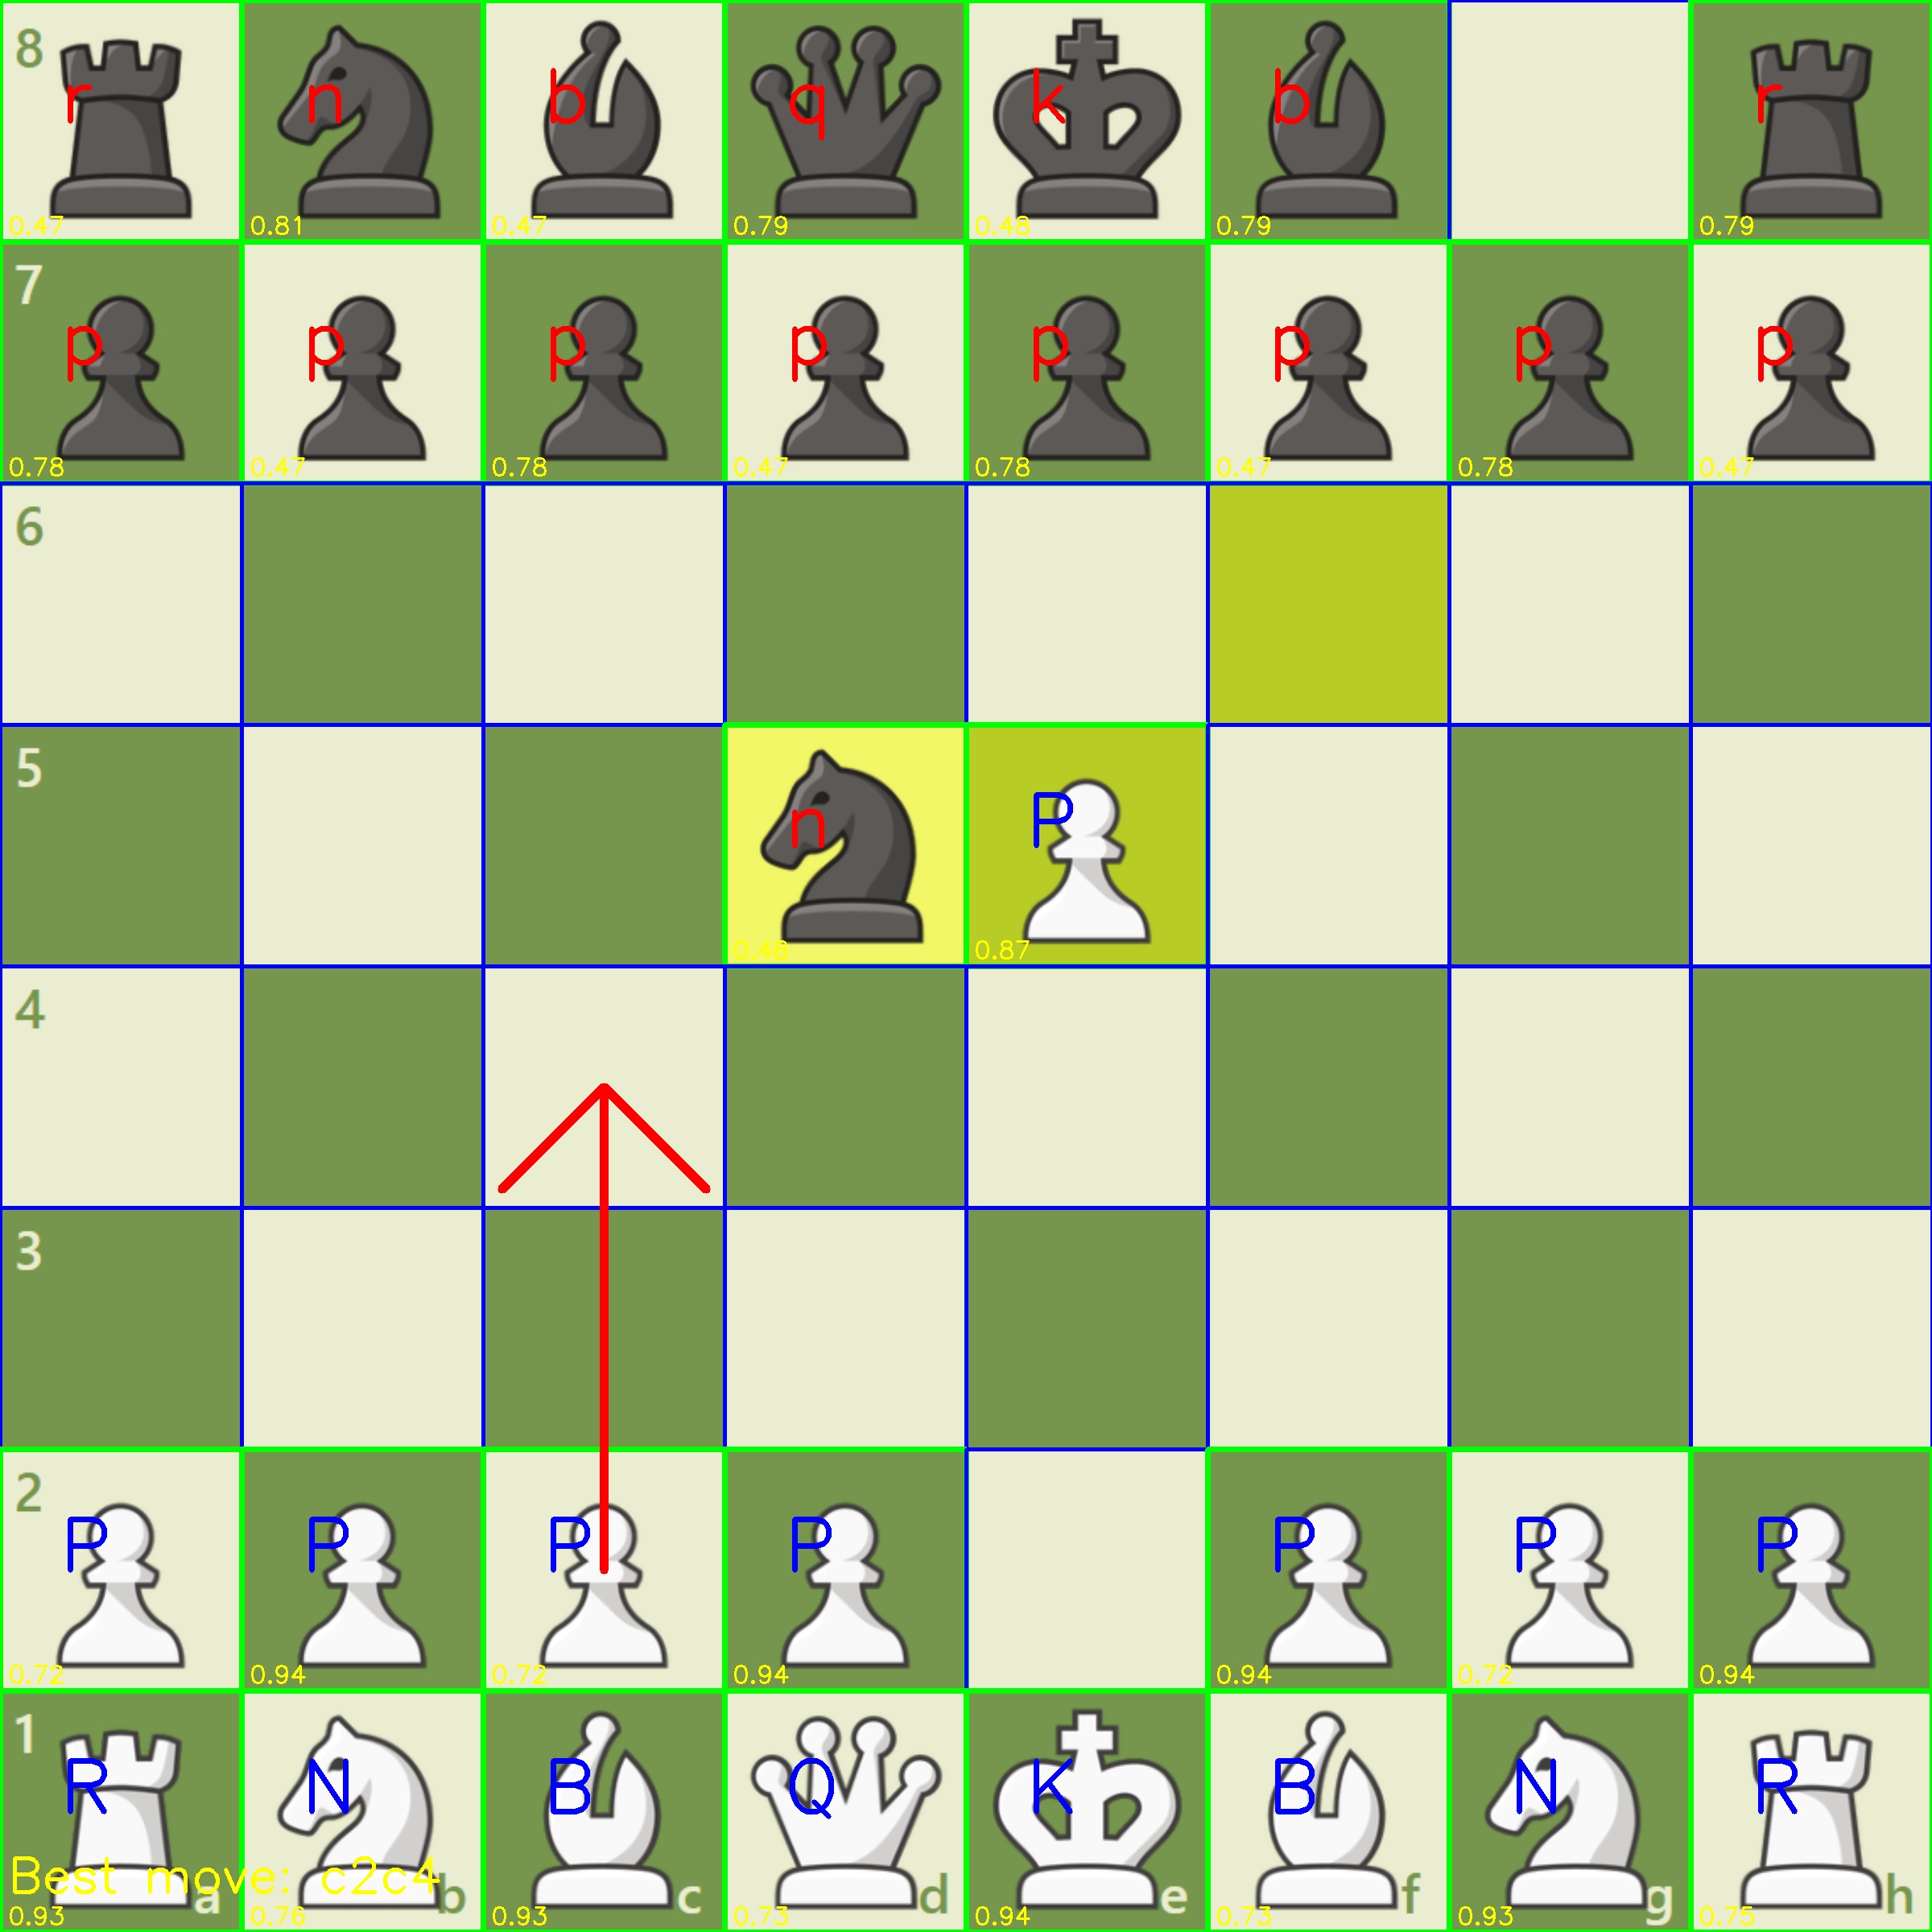 8 r n b q k b r
0.47 0.81 0.47 0.79 0.48 0.79 0.79
7 p p p p p p p p
0.78 0.47 0.78 0.47 0.78 0.47 0.78 0.47
6
5 n P
0.48 0.87
4
3
2 P P P P P P P
0.72 0.94 0.72 0.94 0.94 0.72 0.94
1 R N B Q K B N R
Best move: c2c4
a b c d e f g h
0.93 0.76 0.93 0.73 0.94 0.73 0.93 0.75